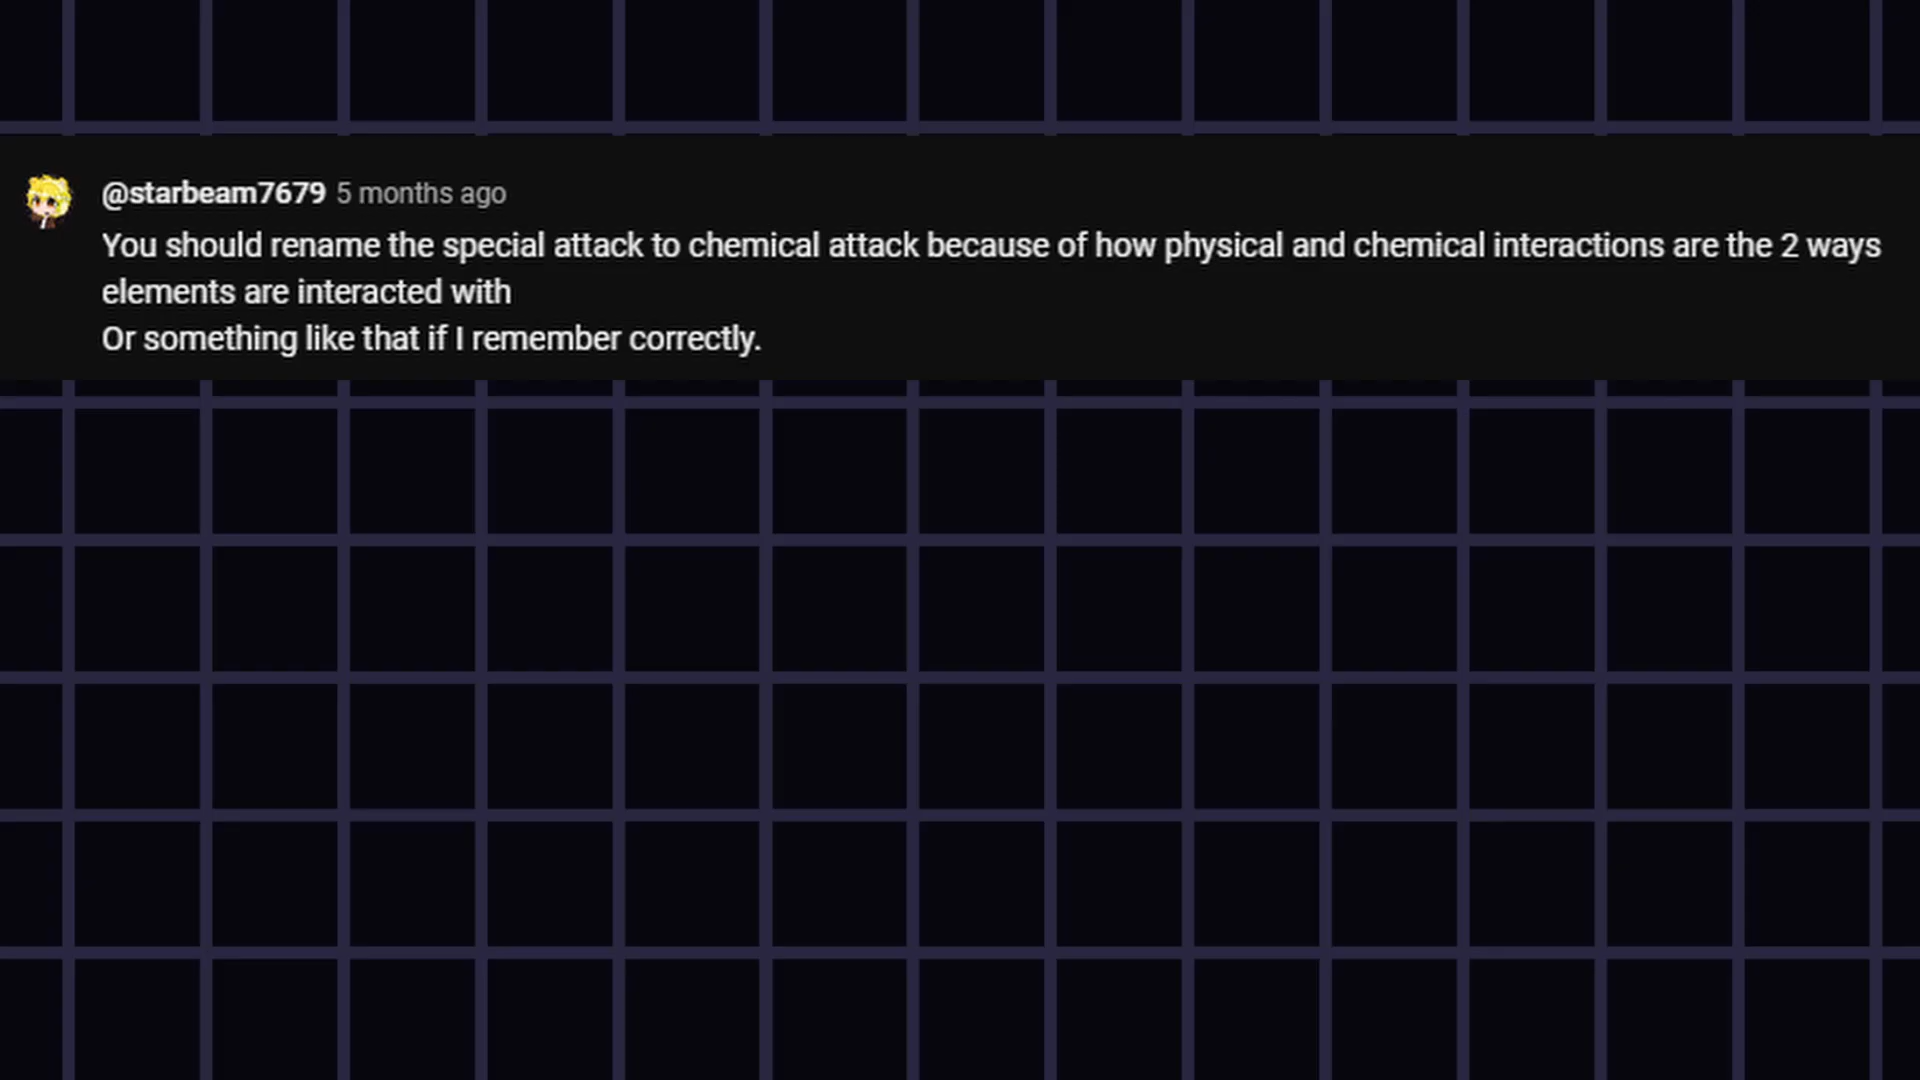 @starbeam7679 5 months ago
You should rename the special attack to chemical attack because of how physical and chemical interactions are the 2 ways
elements are interacted with
Or something like that if I remember correctly.